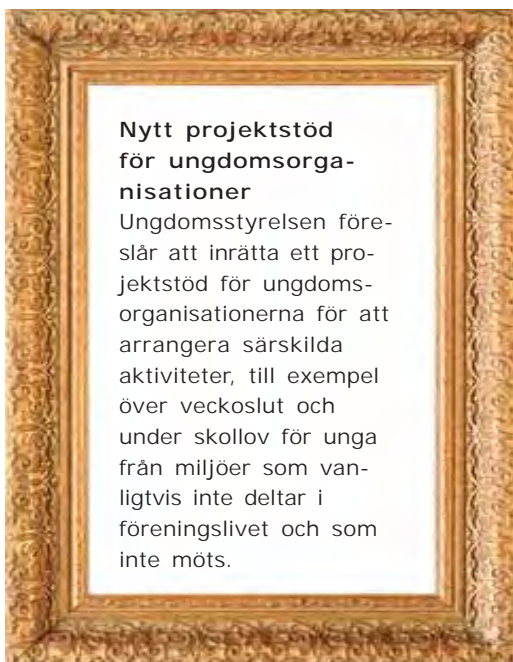 Nytt projektstöd
för ungdomsorga-
nisationer
Ungdomsstyrelsen före-
slår att inrätta ett pro-
jektstöd för ungdoms-
organisationerna för att
arrangera särskilda
aktiviteter, till exempel
över veckoslut och
under skollov för unga
från miljöer som van-
ligtvis inte deltar i
föreningslivet och som
inte möts.